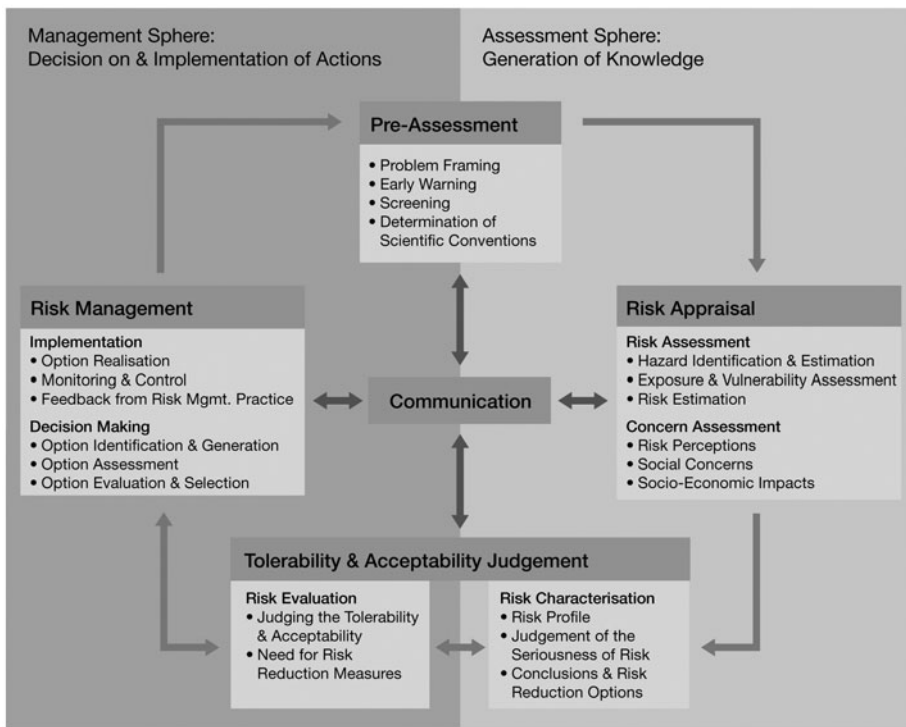 Management Sphere:
Decision on & Implementation of Actions
Assessment Sphere:
Generation of Knowledge
Pre-Assessment
• Problem Framing
• Early Warning
• Screening
• Determination of
Scientific Conventions
Risk Management
Implementation
• Option Realisation
• Monitoring & Control
• Feedback from Risk Mgmt. Practice
Decision Making
• Option Identification & Generation
• Option Assessment
• Option Evaluation & Selection
Communication
Risk Appraisal
Risk Assessment
• Hazard Identification & Estimation
• Exposure & Vulnerability Assessment
• Risk Estimation
Concern Assessment
• Risk Perceptions
• Social Concerns
• Socio-Economic Impacts
Tolerability & Acceptability Judgement
Risk Evaluation
• Judging the Tolerability
& Acceptability
• Need for Risk
Reduction Measures
Risk Characterisation
• Risk Profile
• Judgement of the
Seriousness of Risk
• Conclusions & Risk
Reduction Options